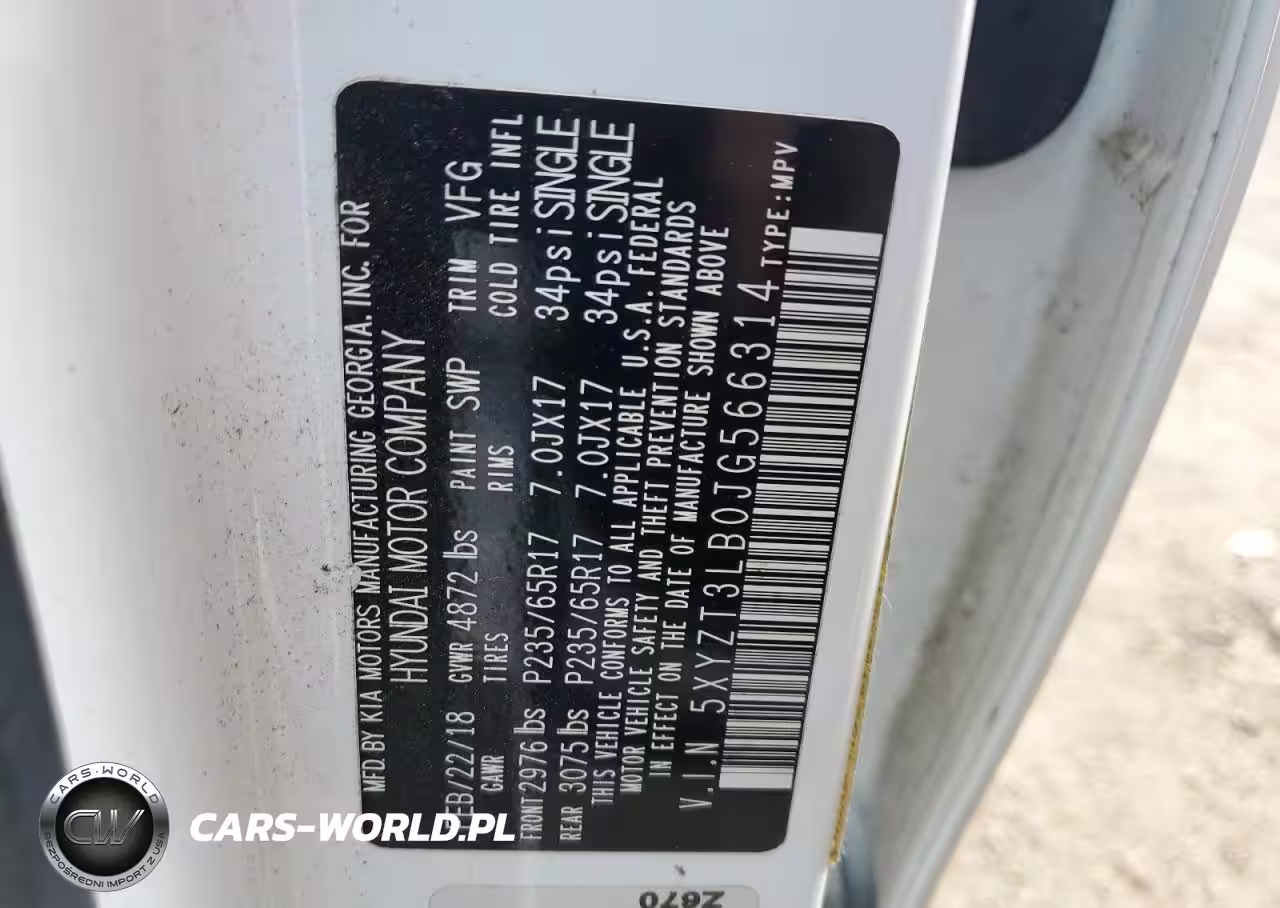 MFD.BY KIA MOTORS MANUFACTURING GEORGIA. INC. FOR
HYUNDAI MOTOR COMPANY
EB/22/18 GVWR 4872 lbs PAINT SWP TRIM VFG
GAWR TIRES RIMS COLD TIRE INFL
FRONT 2976 lbs P235/65R17 7.0JX17 34psi SINGLE
REAR 3075 lbs P235/65R17 7.0JX17 34psi SINGLE
THIS VEHICLE CONFORMS TO ALL APPLICABLE U.S.A. FEDERAL
MOTOR VEHICLE SAFETY AND THEFT PREVENTION STANDARDS
IN EFFECT ON THE DATE OF MANUFACTURE SHOWN ABOVE
V.I.N 5XYZT3LB0JG566314 TYPE:MPV
Z670
CARS-WORLD
CW
BEZPOŚREDNI IMPORT Z USA
CARS-WORLD.PL